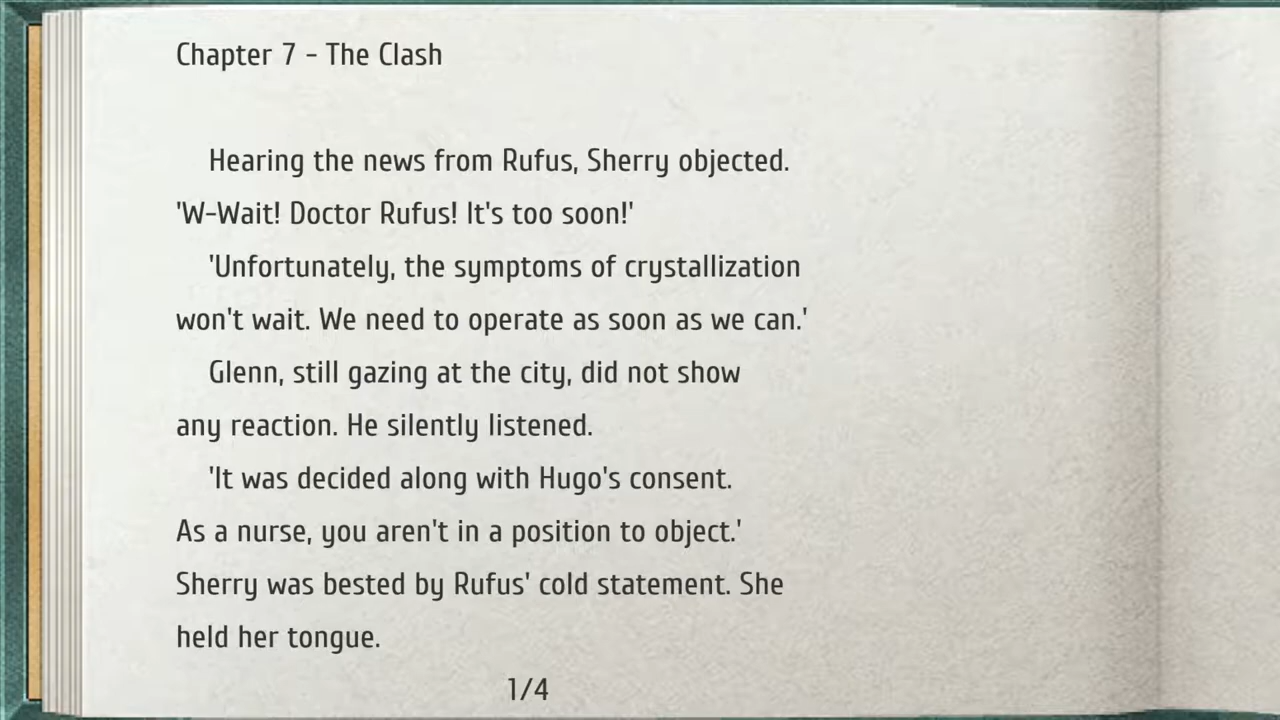 Chapter 7 - The Clash
Hearing the news from Rufus, Sherry objected.
'W-Wait! Doctor Rufus! It's too soon!'
'Unfortunately, the symptoms of crystallization
won't wait. We need to operate as soon as we can.'
Glenn, still gazing at the city, did not show
any reaction. He silently listened.
'It was decided along with Hugo's consent.
As a nurse, you aren't in a position to object.'
Sherry was bested by Rufus' cold statement. She
held her tongue.
1/4